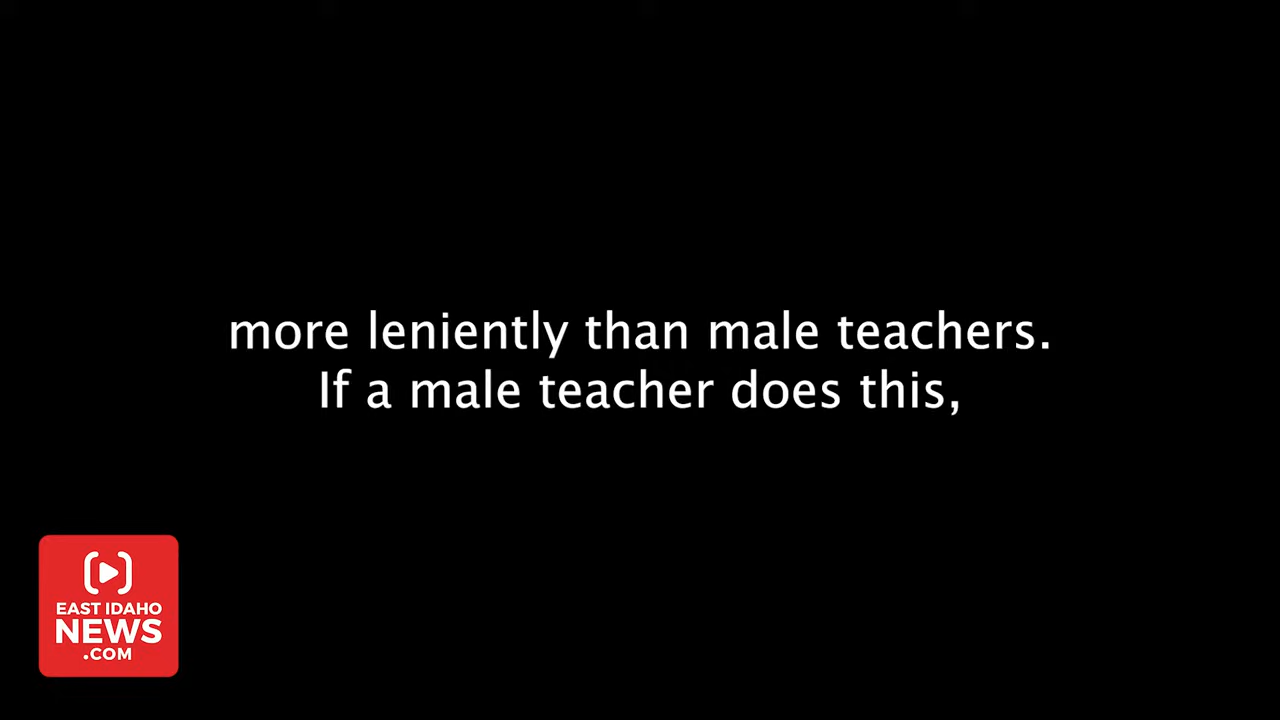 more leniently than male teachers.
If a male teacher does this,
EAST IDAHO
NEWS
.COM